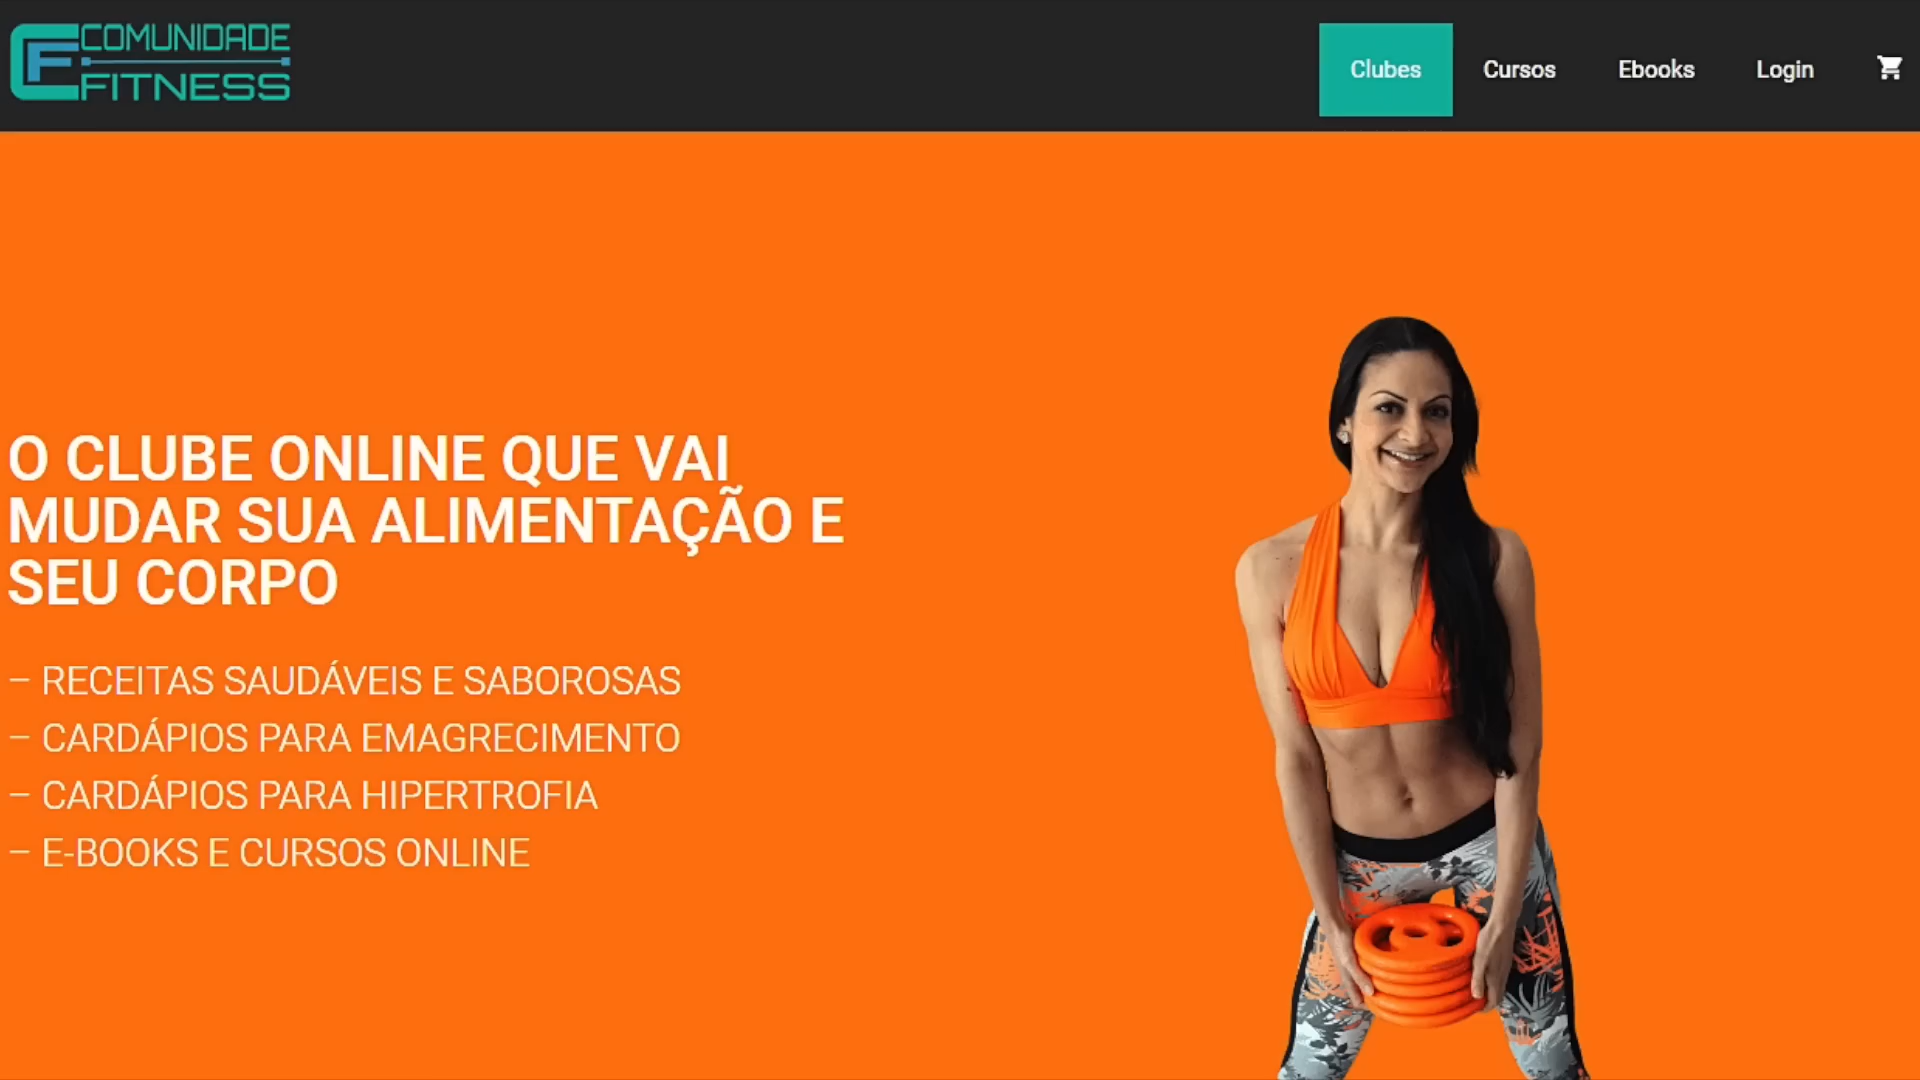 COMUNIDADE
FITNESS
CF
Clubes
Cursos
Ebooks
Login
O CLUBE ONLINE QUE VAI
MUDAR SUA ALIMENTAÇÃO E
SEU CORPO
– RECEITAS SAUDÁVEIS E SABOROSAS
– CARDÁPIOS PARA EMAGRECIMENTO
– CARDÁPIOS PARA HIPERTROFIA
– E-BOOKS E CURSOS ONLINE